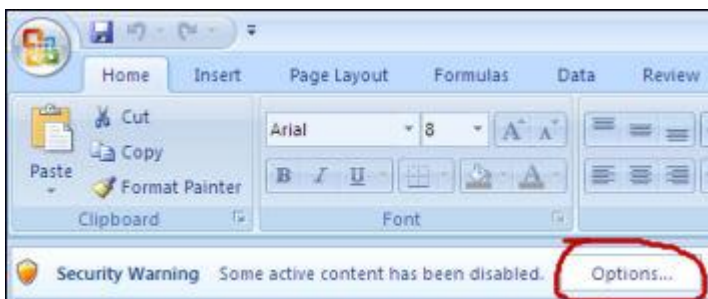 Home Insert Page Layout Formulas Data Review
Cut
Copy
Paste
Format Painter
Clipboard
Arial 8 A A
B I U A
Font
Security Warning Some active content has been disabled. Options...